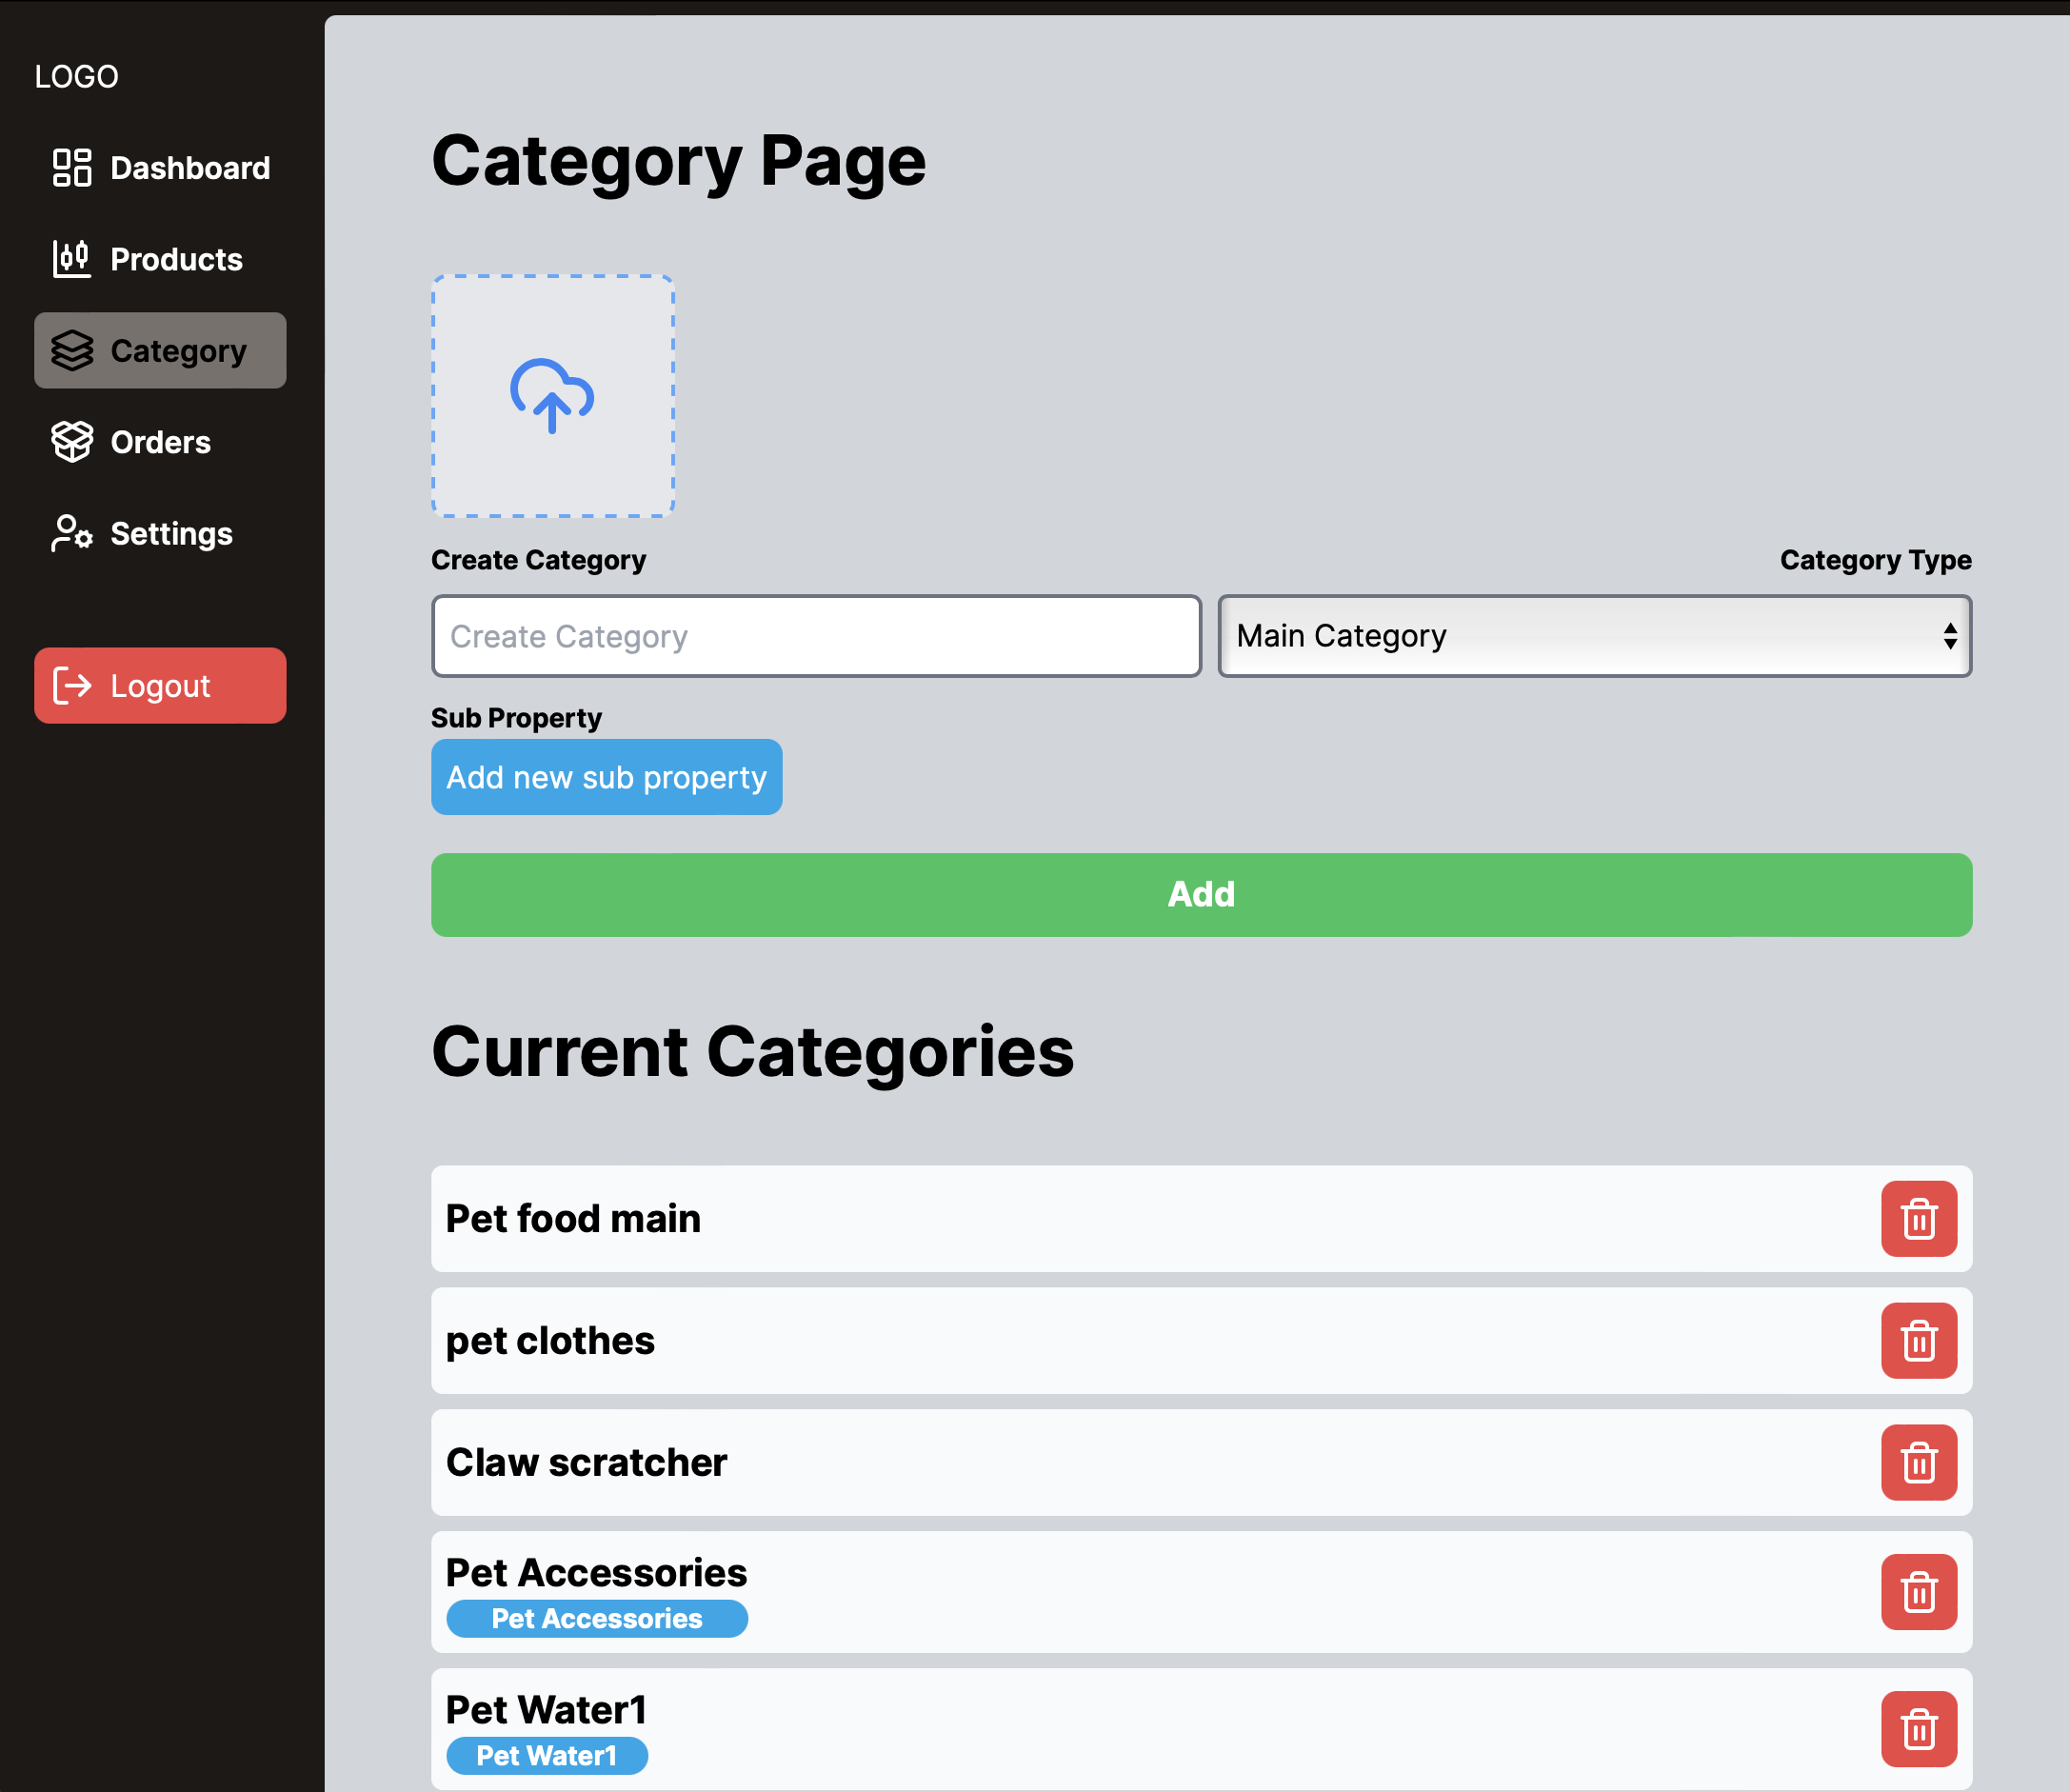 LOGO
Dashboard
Products
Category
Orders
Settings
Logout
Category Page
Create Category
Category Type
Create Category
Main Category
Sub Property
Add new sub property
Add
Current Categories
Pet food main
pet clothes
Claw scratcher
Pet Accessories
Pet Accessories
Pet Water1
Pet Water1